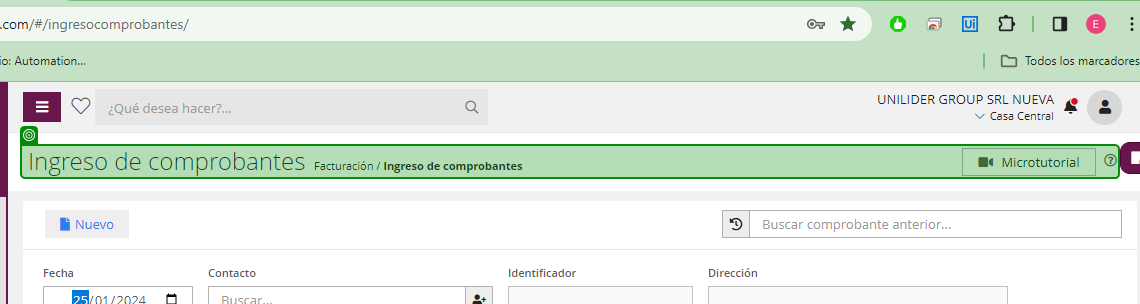 .com/#/ingresocomprobantes/
Ui
E
io: Automation...
Todos los marcadores
¿Qué desea hacer?...
UNILIDER GROUP SRL NUEVA
Casa Central
Ingreso de comprobantes Facturación / Ingreso de comprobantes
Microtutorial
Nuevo
Buscar comprobante anterior...
Fecha Contacto Identificador Dirección
25/01/2024 Buscar...